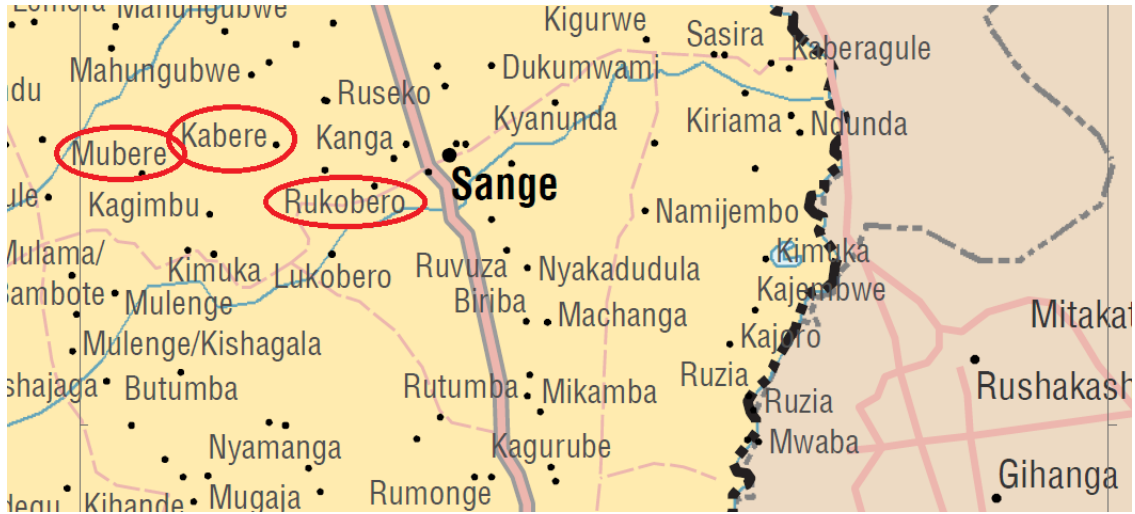 Mahungubwe
Kigurwe
Sasira
Kaberagule
Mahungubwe
Dukumwami
Ruseko
Kabere
Kanga
Kyanunda
Kiriama
Ndunda
Mubere
Sange
Rukobero
Kagimbu
Namijembo
Mulama/
Kimuka
Lukobero
Ruvuza
Nyakadudula
Kimuka
Mulenge
Biriba
Machanga
Kajembwe
Mitakat
Mulenge/Kishagala
Kajoro
shajaga
Butumba
Rutumba
Mikamba
Ruzia
Rushakash
Ruzia
Nyamanga
Kagurube
Mwaba
Gihanga
Kihande
Mugaja
Rumonge